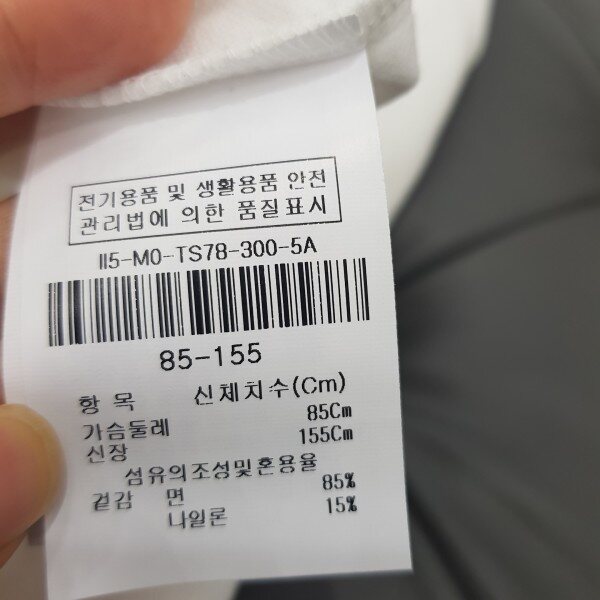 전기용품 및 생활용품 안전
관리법에 의한 품질표시
II5-M0-TS78-300-5A
85-155
항 목 신체치수(Cm)
가슴둘레 85Cm
신장 155Cm
섬유의조성및혼용율
겉감 면 85%
나일론 15%